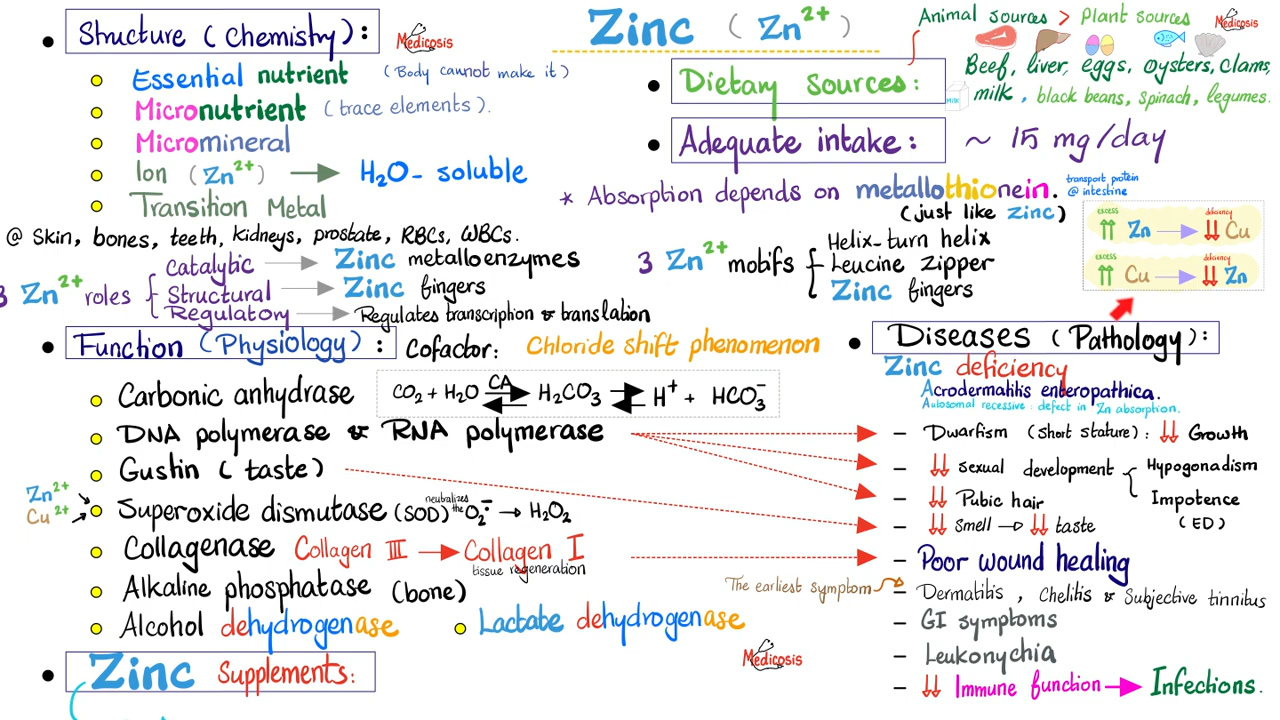 Zinc ( Zn²⁺ )
• Structure (Chemistry):
Medicosis
Essential nutrient (Body cannot make it)
Micronutrient (trace elements).
Micromineral
Ion (Zn²⁺) → H₂O- soluble
Transition Metal
@ Skin, bones, teeth, kidneys, prostate, RBCs, WBCs.
3 Zn²⁺ roles
Catalytic → Zinc metalloenzymes
Structural → Zinc fingers
Regulatory → Regulates transcription & translation
Animal sources > Plant sources
Medicosis
• Dietary sources:
Beef, liver, eggs, oysters, clams,
Milk
milk, black beans, spinach, legumes.
• Adequate intake: ~ 15 mg/day
* Absorption depends on metallothionein.
transport protein
@ intestine
(just like zinc)
3 Zn²⁺ motifs
Helix-turn helix
Leucine zipper
Zinc fingers
excess deficiency
↑↑ Zn → ↓↓ Cu
excess deficiency
↑↑ Cu → ↓↓ Zn
• Function (Physiology): Cofactor: Chloride shift phenomenon
Carbonic anhydrase
CO₂ + H₂O CA ⇌ H₂CO₃ ⇌ H⁺ + HCO₃⁻
DNA polymerase & RNA polymerase
Gustin (taste)
Zn²⁺
Cu²⁺
Superoxide dismutase (SOD) neutralizes the O₂⁻ → H₂O₂
Collagenase Collagen III → Collagen I
tissue regeneration
Alkaline phosphatase (bone)
Alcohol dehydrogenase
Lactate dehydrogenase
Medicosis
• Zinc Supplements:
• Diseases (Pathology):
Zinc deficiency
Acrodermatitis enteropathica.
Autosomal recessive: defect in Zn absorption.
- Dwarfism (short stature): ↓↓ Growth
- ↓↓ sexual development
Hypogonadism
Impotence
(ED)
- ↓↓ Pubic hair
- ↓↓ smell → ↓↓ taste
- Poor wound healing
The earliest symptom
- Dermatitis, Chelitis & Subjective tinnitus
- GI symptoms
- Leukonychia
- ↓↓ Immune function → Infections.